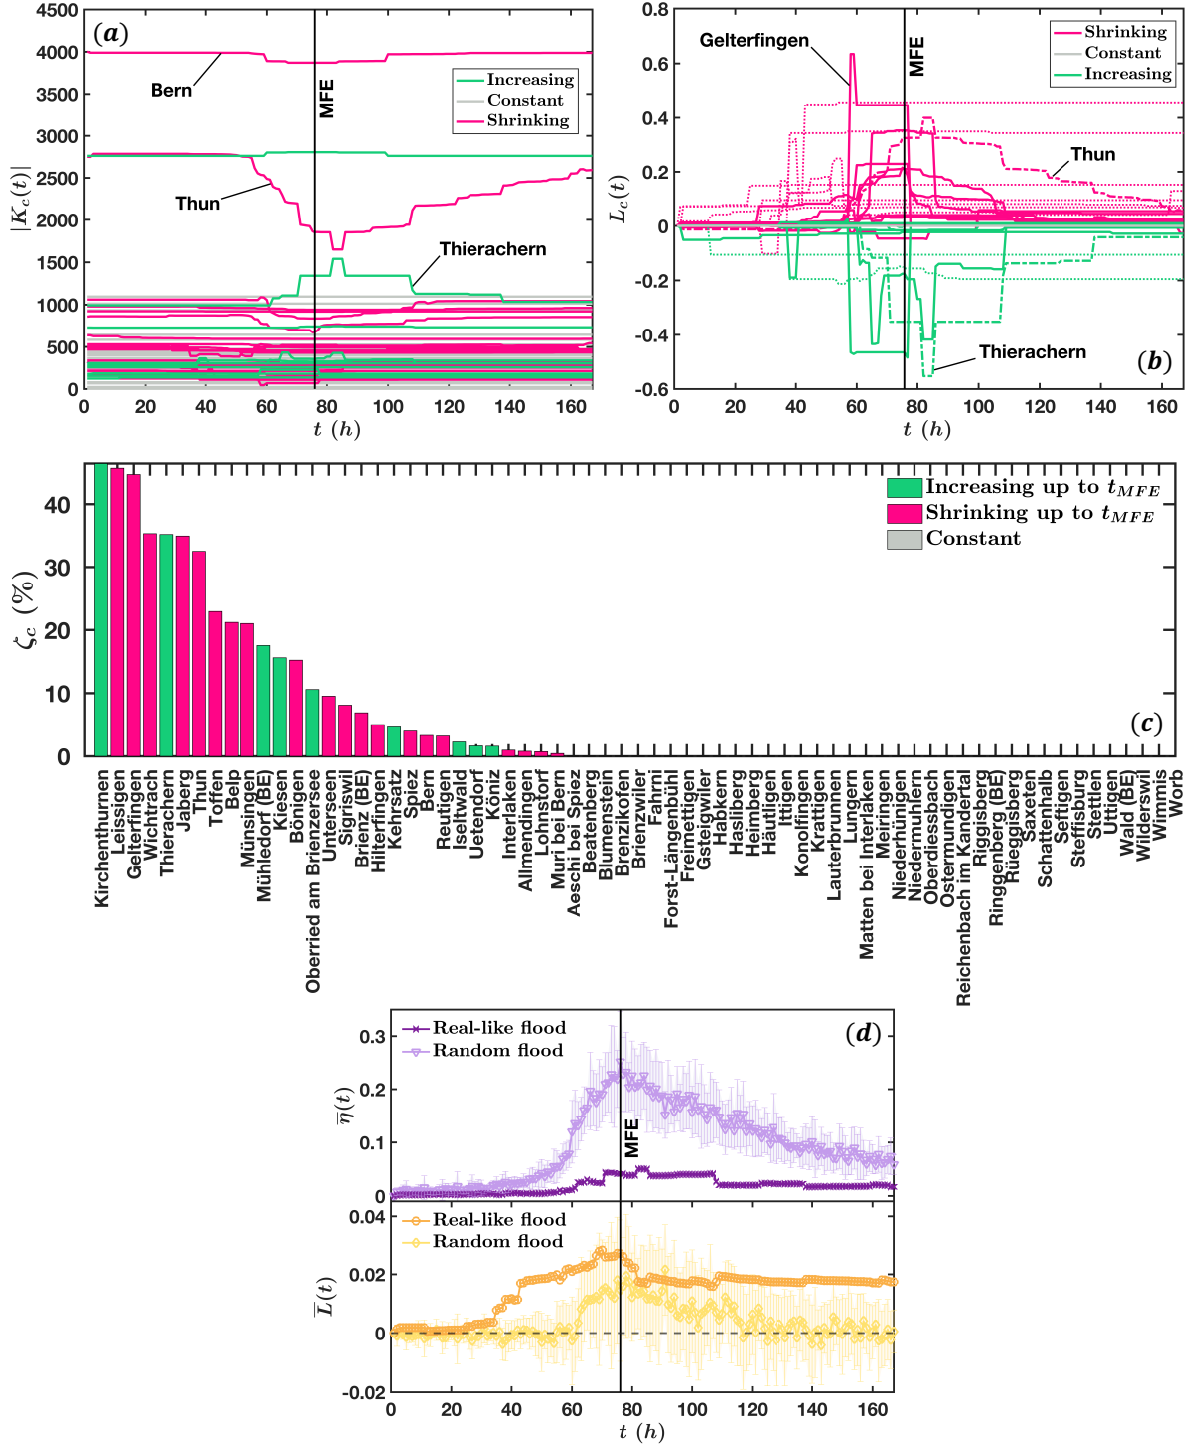 (a)
4500
4000
3500
3000
2500
2000
1500
1000
500
0
|K_c(t)|
Bern
Thun
Thierachern
MFE
Increasing
Constant
Shrinking
0 20 40 60 80 100 120 140 160
t (h)
0.8
0.6
0.4
0.2
0
-0.2
-0.4
-0.6
L_c(t)
Gelterfingen
MFE
Shrinking
Constant
Increasing
Thun
Thierachern
(b)
0 20 40 60 80 100 120 140 160
t (h)
40
30
20
10
0
ζ_c (%)
Increasing up to t_MFE
Shrinking up to t_MFE
Constant
(c)
Kirchenthurnen
Leissigen
Gelterfingen
Wichtrach
Thierachern
Jaberg
Thun
Toffen
Belp
Münsingen
Mühledorf (BE)
Kiesen
Bönigen
Oberried am Brienzersee
Unterseen
Sigriswil
Brienz (BE)
Hilterfingen
Kehrsatz
Spiez
Bern
Reutigen
Iseltwald
Uetendorf
Köniz
Interlaken
Allmendingen
Lohnstorf
Muri bei Bern
Aeschi bei Spiez
Beatenberg
Blumenstein
Brenzikofen
Brienzwiler
Fahrni
Forst-Längenbühl
Freimettigen
Gsteigwiler
Habkern
Hasliberg
Heimberg
Häutligen
Ittigen
Konolfingen
Krattigen
Lauterbrunnen
Lungern
Matten bei Interlaken
Meiringen
Niederhünigen
Niedermuhlern
Oberdiessbach
Ostermundigen
Reichenbach im Kandertal
Riggisberg
Ringgenberg (BE)
Rüeggisberg
Saxeten
Schattenhalb
Seftigen
Steffisburg
Stettlen
Uttigen
Wald (BE)
Wilderswil
Wimmis
Worb
Real-like flood
Random flood
(d)
0.3
0.2
0.1
0
η̅(t)
MFE
Real-like flood
Random flood
0.04
0.02
0
-0.02
L̅(t)
0 20 40 60 80 100 120 140 160
t (h)